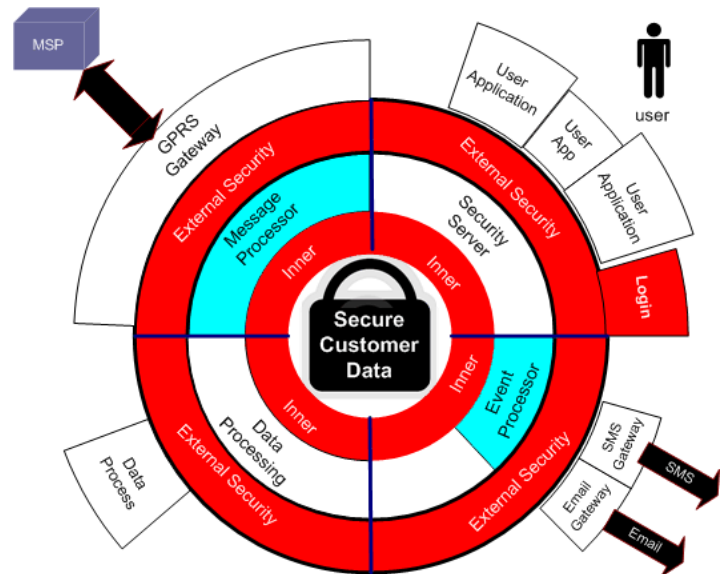 MSP
GPRS
Gateway
External Security
Message
Processor
Inner
User
Application
User
App
User
Application
user
External Security
Security
Server
Inner
Login
Secure
Customer
Data
Inner
Data
Processing
External Security
Data
Process
Inner
Event
Processor
External Security
SMS
Gateway
Email
Gateway
SMS
Email